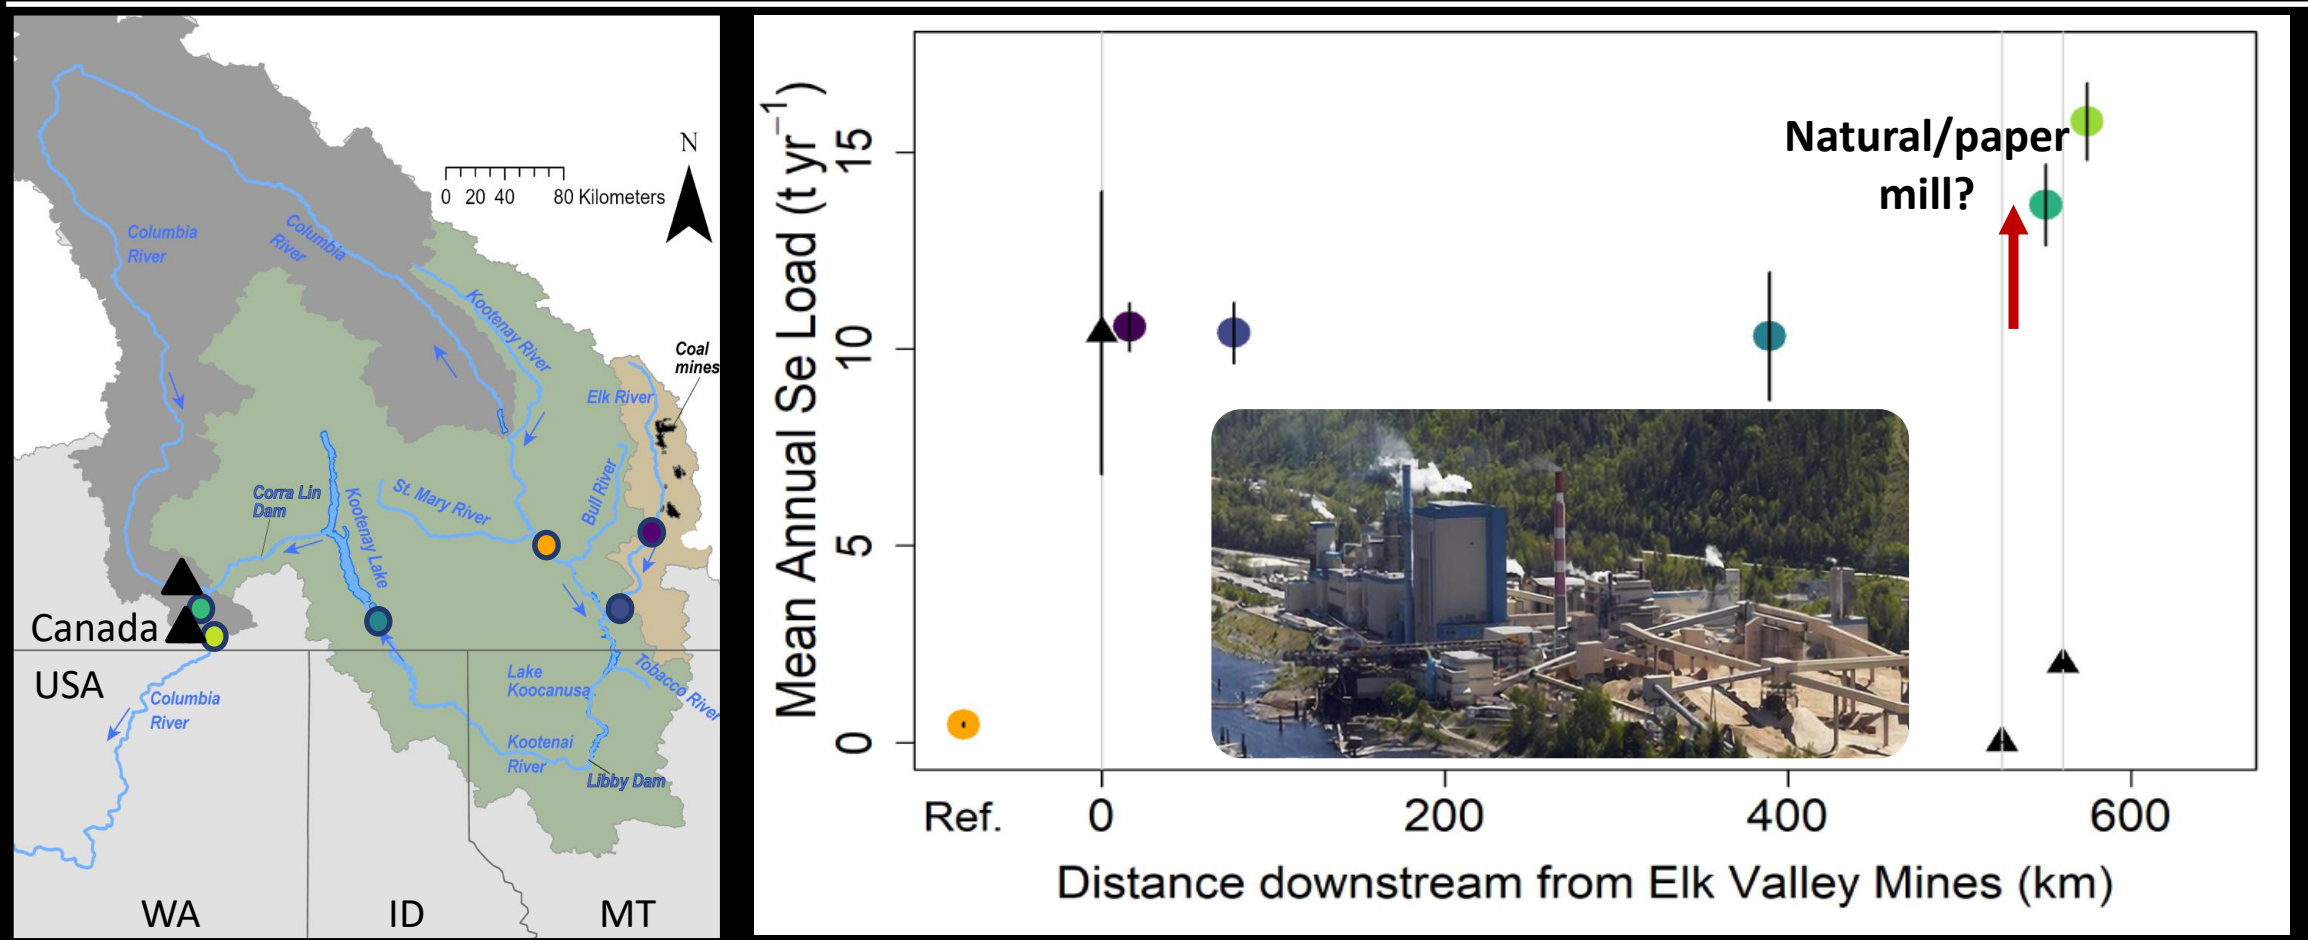 N
0 20 40 80 Kilometers
Columbia
River
Columbia
River
Kootenay River
Coal
mines
Elk River
Corra Lin
Dam
Kootenay Lake
St. Mary River
Bull River
Canada
USA
Columbia
River
Lake
Koocanusa
Tobacco River
Kootenai
River
Libby Dam
WA
ID
MT
Mean Annual Se Load (t yr⁻¹)
15
10
5
0
Natural/paper
mill?
Ref. 0 200 400 600
Distance downstream from Elk Valley Mines (km)